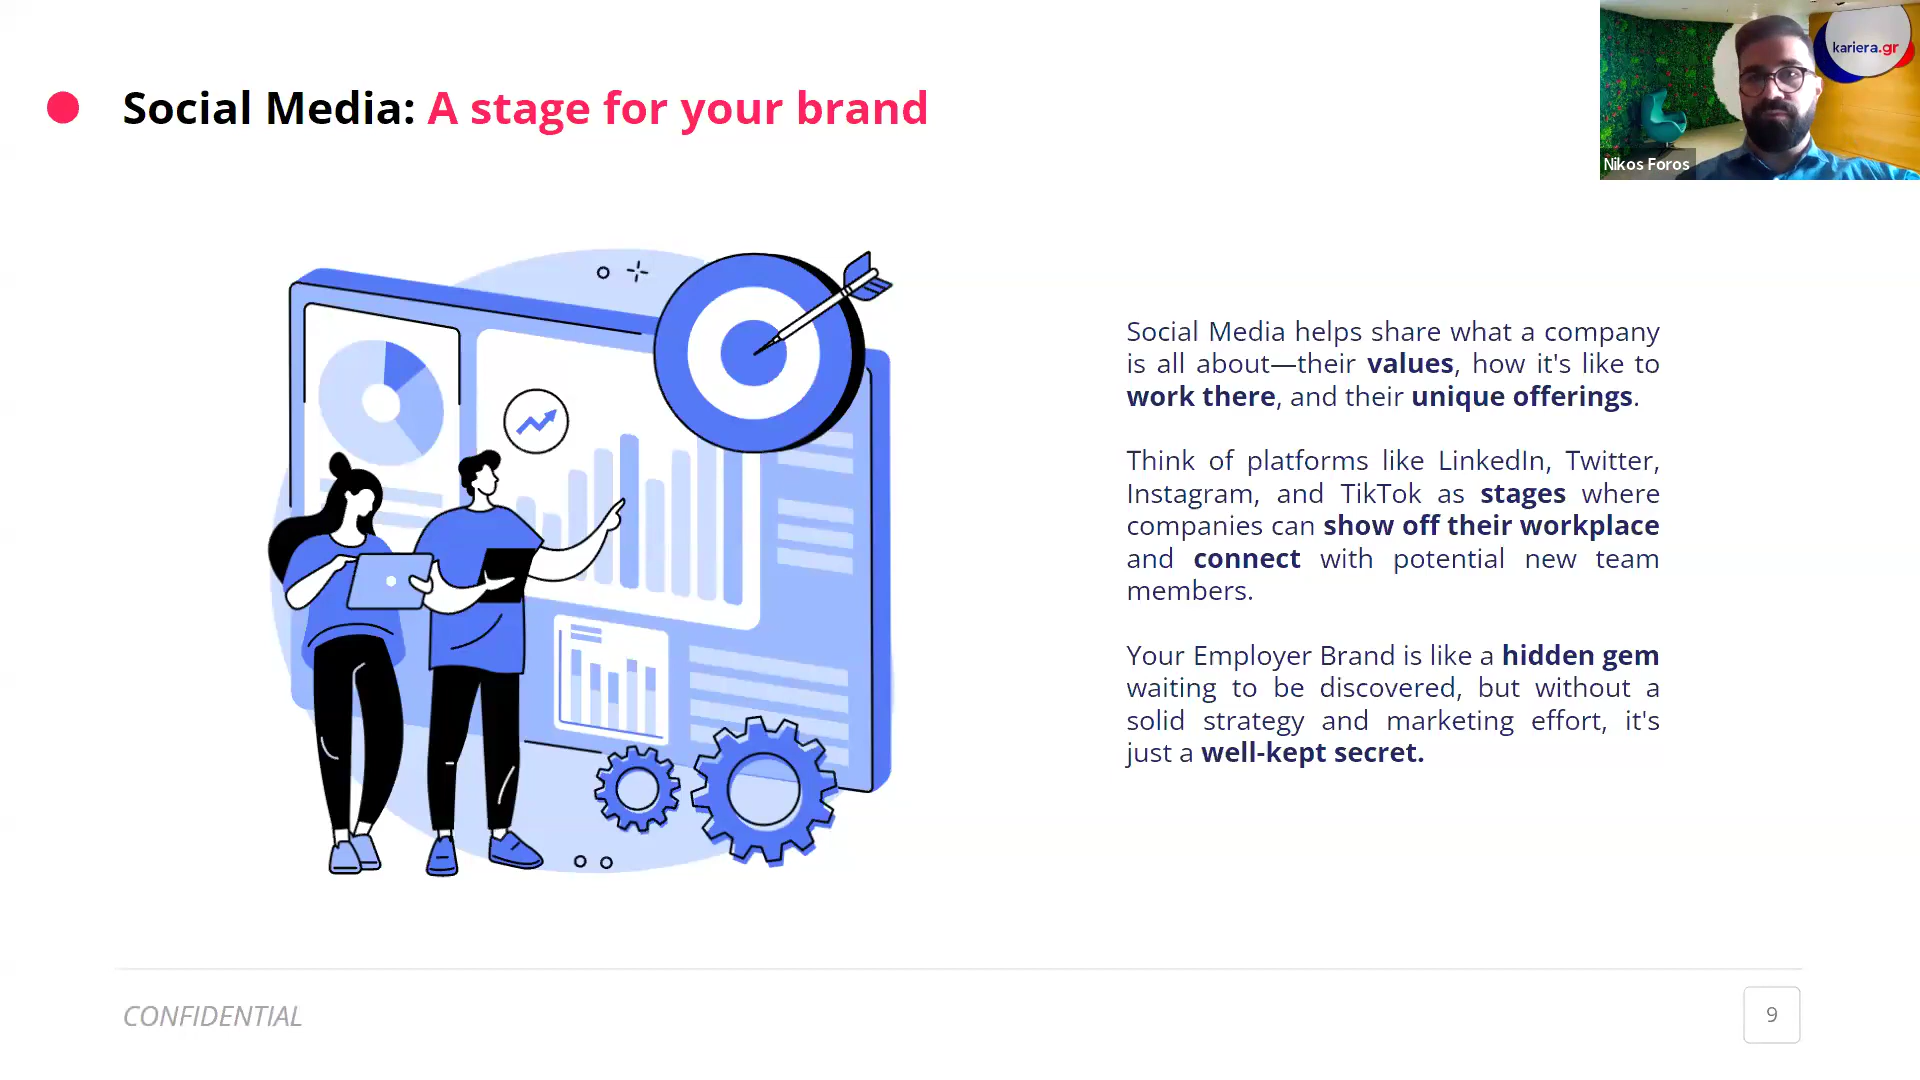 Social Media: A stage for your brand
kariera.gr
Nikos Foros
Social Media helps share what a company
is all about—their values, how it's like to
work there, and their unique offerings.
Think of platforms like LinkedIn, Twitter,
Instagram, and TikTok as stages where
companies can show off their workplace
and connect with potential new team
members.
Your Employer Brand is like a hidden gem
waiting to be discovered, but without a
solid strategy and marketing effort, it's
just a well-kept secret.
CONFIDENTIAL
9